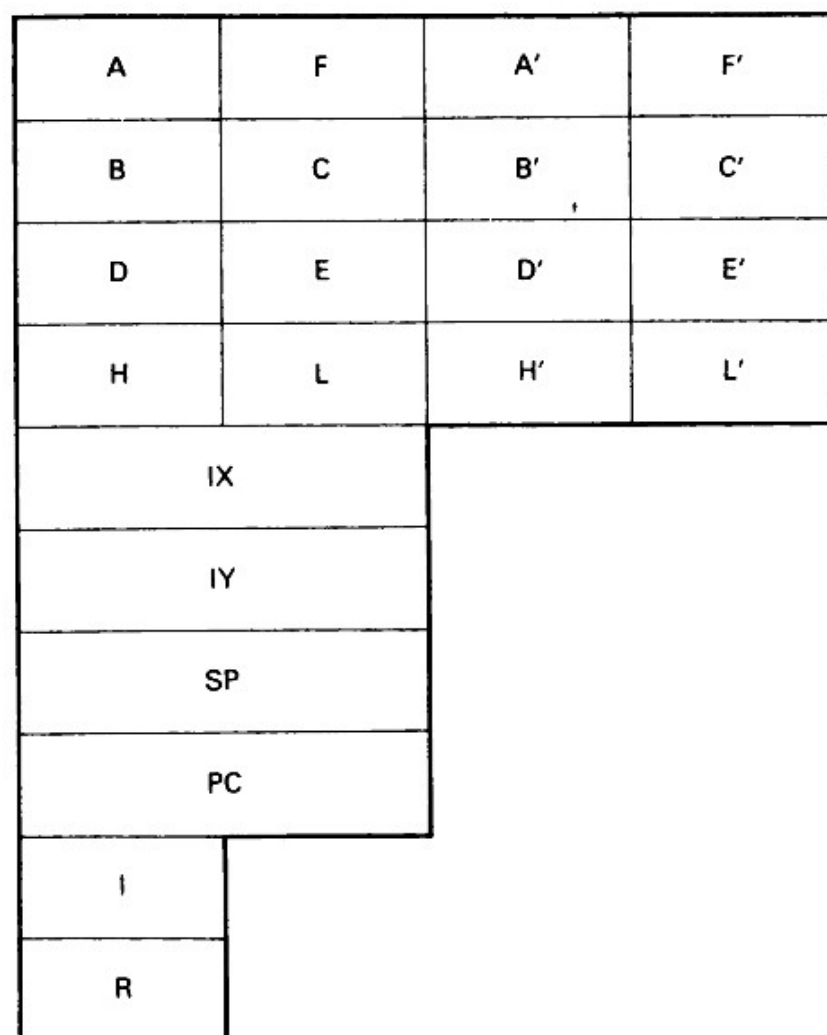 A F A′ F′
B C B′ C′
D E D′ E′
H L H′ L′
IX
IY
SP
PC
I
R